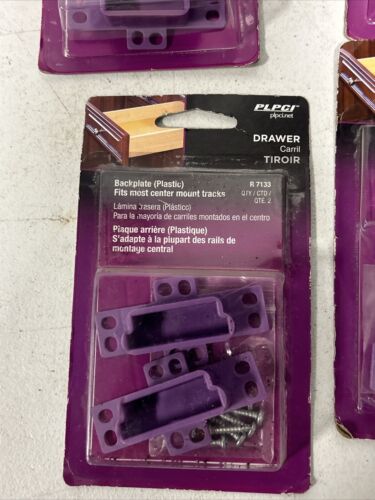 PLPCI
plpci.net
DRAWER
Carril
TIROIR
Backplate (Plastic)
Fits most center mount tracks
R 7133
QTY / CTD /
QTE. 2
Lámina trasera (Plástico)
Para la mayoría de carriles montados en el centro
Plaque arrière (Plastique)
S'adapte à la plupart des rails de
montage central